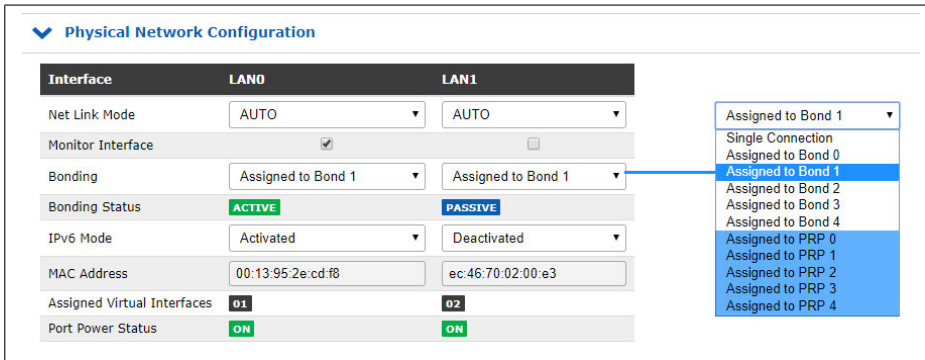 Physical Network Configuration
Interface LAN0 LAN1
Net Link Mode AUTO AUTO
Monitor Interface
Bonding Assigned to Bond 1 Assigned to Bond 1
Bonding Status ACTIVE PASSIVE
IPv6 Mode Activated Deactivated
MAC Address 00:13:95:2e:cd:f8 ec:46:70:02:00:e3
Assigned Virtual Interfaces 01 02
Port Power Status ON ON
Assigned to Bond 1
Single Connection
Assigned to Bond 0
Assigned to Bond 1
Assigned to Bond 2
Assigned to Bond 3
Assigned to Bond 4
Assigned to PRP 0
Assigned to PRP 1
Assigned to PRP 2
Assigned to PRP 3
Assigned to PRP 4